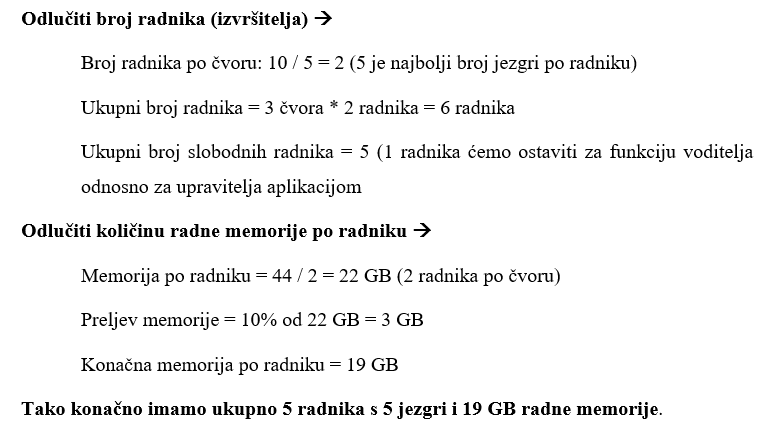 Odlučiti broj radnika (izvršitelja) →
Broj radnika po čvoru: 10 / 5 = 2 (5 je najbolji broj jezgri po radniku)
Ukupni broj radnika = 3 čvora * 2 radnika = 6 radnika
Ukupni broj slobodnih radnika = 5 (1 radnika ćemo ostaviti za funkciju voditelja
odnosno za upravitelja aplikacijom
Odlučiti količinu radne memorije po radniku →
Memorija po radniku = 44 / 2 = 22 GB (2 radnika po čvoru)
Preljev memorije = 10% od 22 GB = 3 GB
Konačna memorija po radniku = 19 GB
Tako konačno imamo ukupno 5 radnika s 5 jezgri i 19 GB radne memorije.